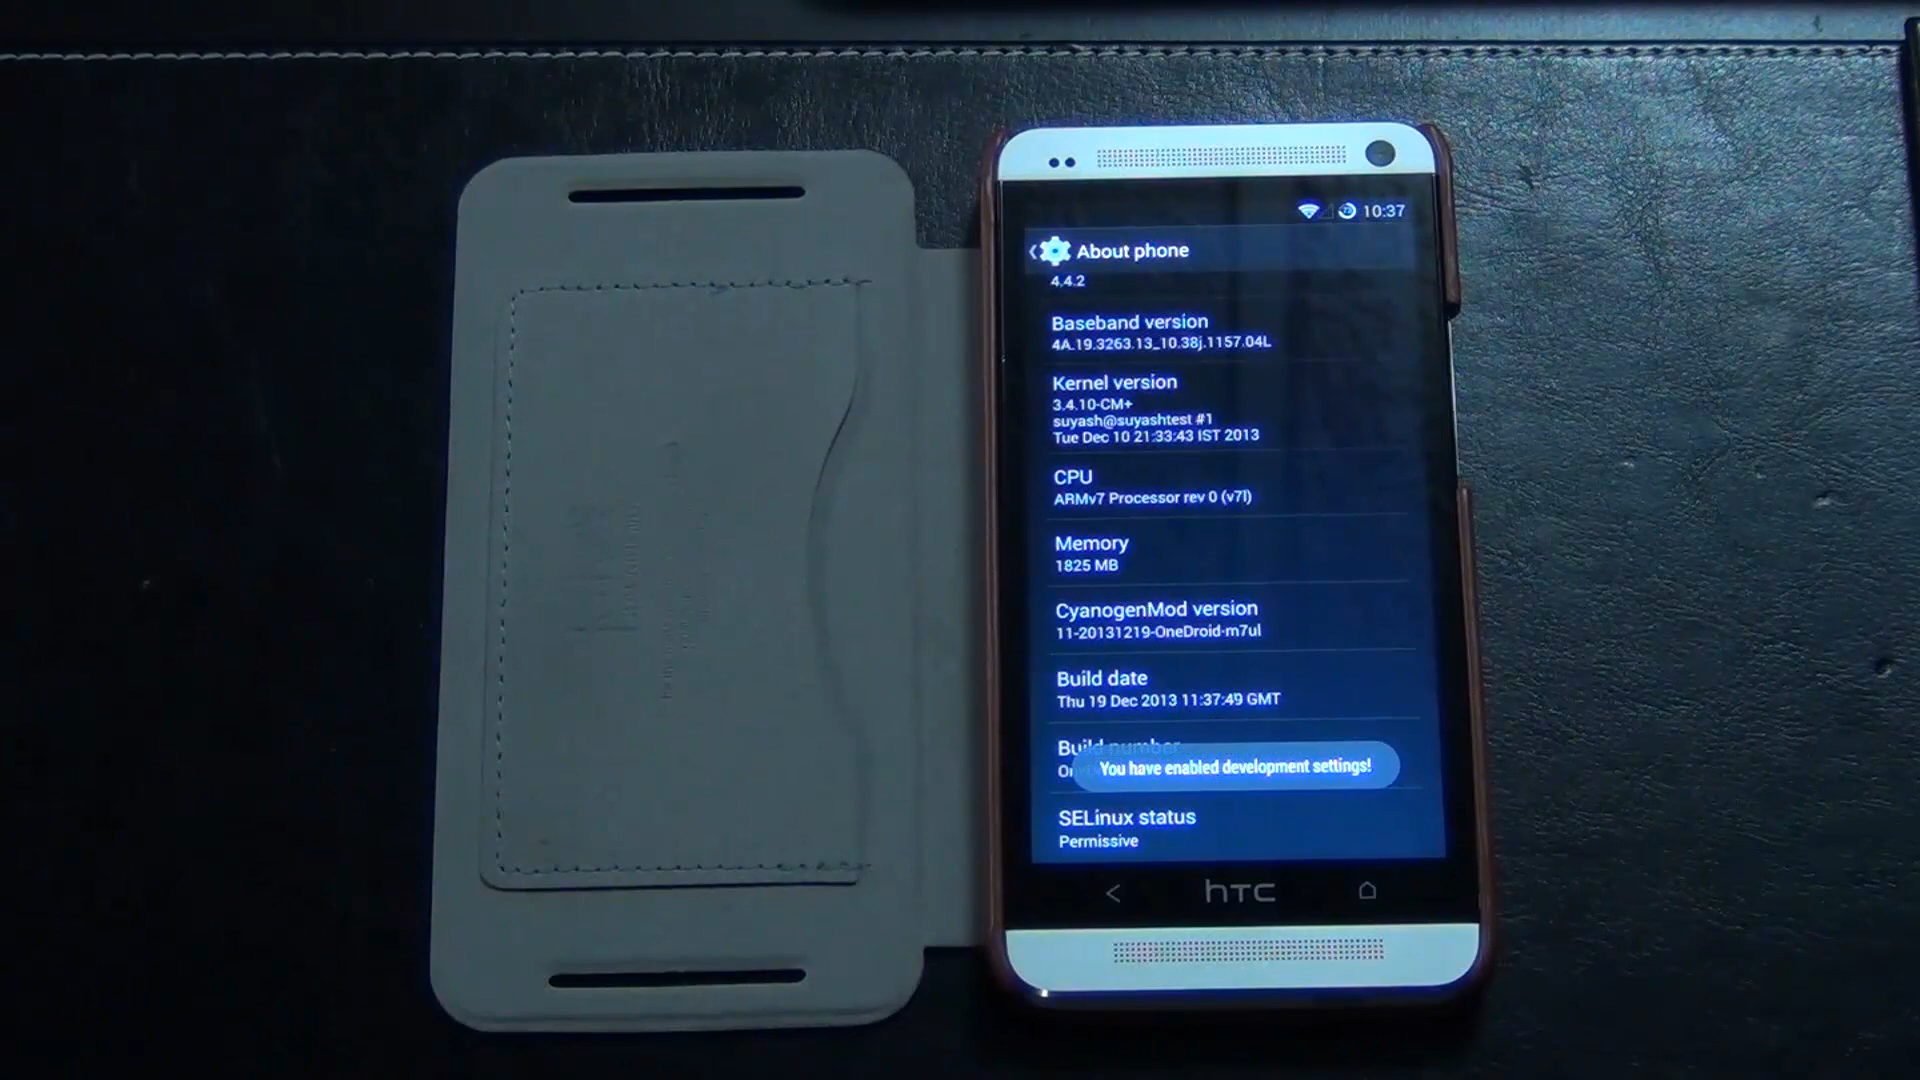 10:37
About phone
4.4.2
Baseband version
4A.19.3263.13_10.38j.1157.04L
Kernel version
3.4.10-CM+
suyash@suyashtest #1
Tue Dec 10 21:33:43 IST 2013
CPU
ARMv7 Processor rev 0 (v7l)
Memory
1825 MB
CyanogenMod version
11-20131219-OneDroid-m7ul
Build date
Thu 19 Dec 2013 11:37:49 GMT
Build number
You have enabled development settings!
SELinux status
Permissive
hTC